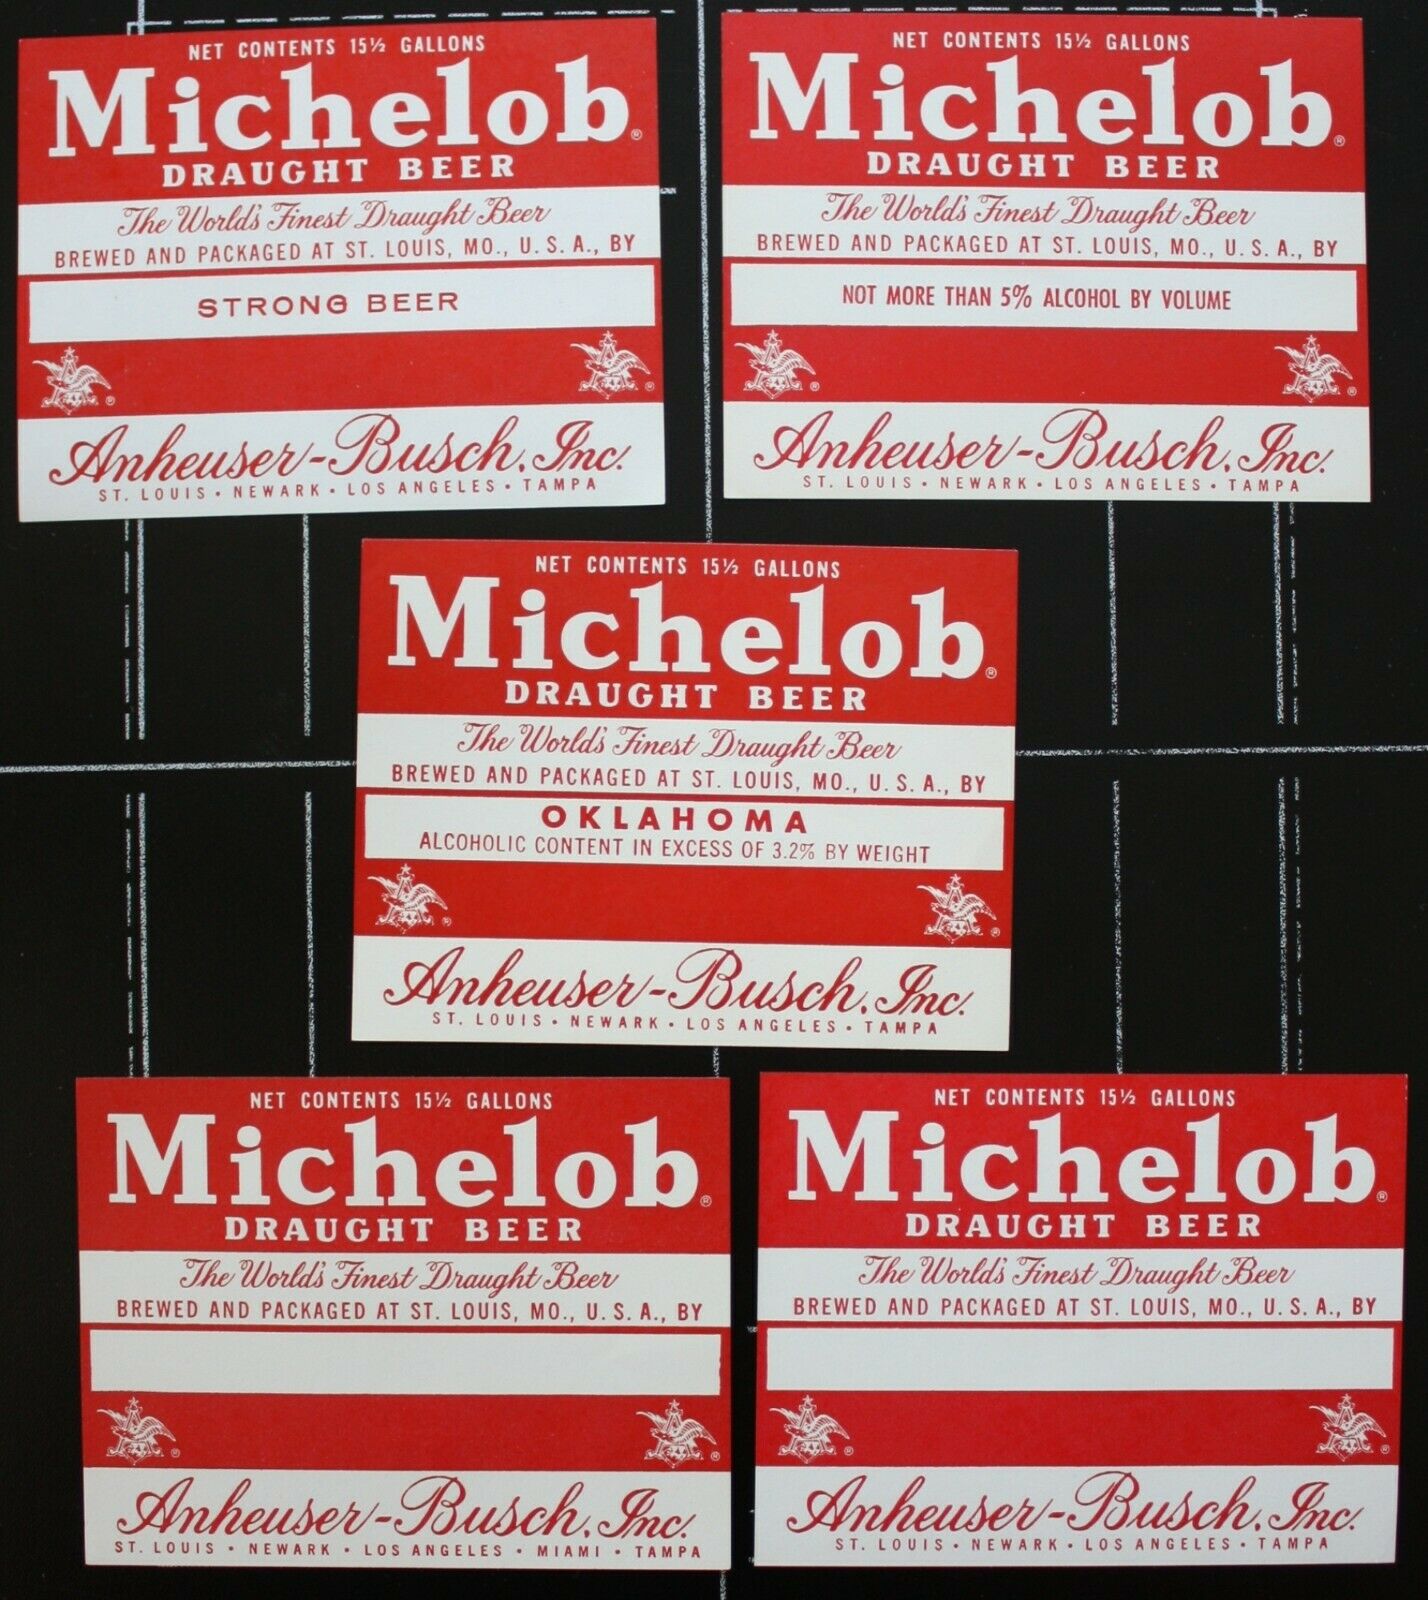 NET CONTENTS 15½ GALLONS
Michelob®
DRAUGHT BEER
The World's Finest Draught Beer
BREWED AND PACKAGED AT ST. LOUIS, MO., U. S. A., BY
STRONG BEER
®
®
Anheuser-Busch, Inc.
ST. LOUIS • NEWARK • LOS ANGELES • TAMPA
NET CONTENTS 15½ GALLONS
Michelob®
DRAUGHT BEER
The World's Finest Draught Beer
BREWED AND PACKAGED AT ST. LOUIS, MO., U. S. A., BY
NOT MORE THAN 5% ALCOHOL BY VOLUME
®
®
Anheuser-Busch, Inc.
ST. LOUIS • NEWARK • LOS ANGELES • TAMPA
NET CONTENTS 15½ GALLONS
Michelob®
DRAUGHT BEER
The World's Finest Draught Beer
BREWED AND PACKAGED AT ST. LOUIS, MO., U. S. A., BY
OKLAHOMA
ALCOHOLIC CONTENT IN EXCESS OF 3.2% BY WEIGHT
®
®
Anheuser-Busch, Inc.
ST. LOUIS • NEWARK • LOS ANGELES • TAMPA
NET CONTENTS 15½ GALLONS
Michelob®
DRAUGHT BEER
The World's Finest Draught Beer
BREWED AND PACKAGED AT ST. LOUIS, MO., U. S. A., BY
®
®
Anheuser-Busch, Inc.
ST. LOUIS • NEWARK • LOS ANGELES • MIAMI • TAMPA
NET CONTENTS 15½ GALLONS
Michelob®
DRAUGHT BEER
The World's Finest Draught Beer
BREWED AND PACKAGED AT ST. LOUIS, MO., U. S. A., BY
®
®
Anheuser-Busch, Inc.
ST. LOUIS • NEWARK • LOS ANGELES • TAMPA